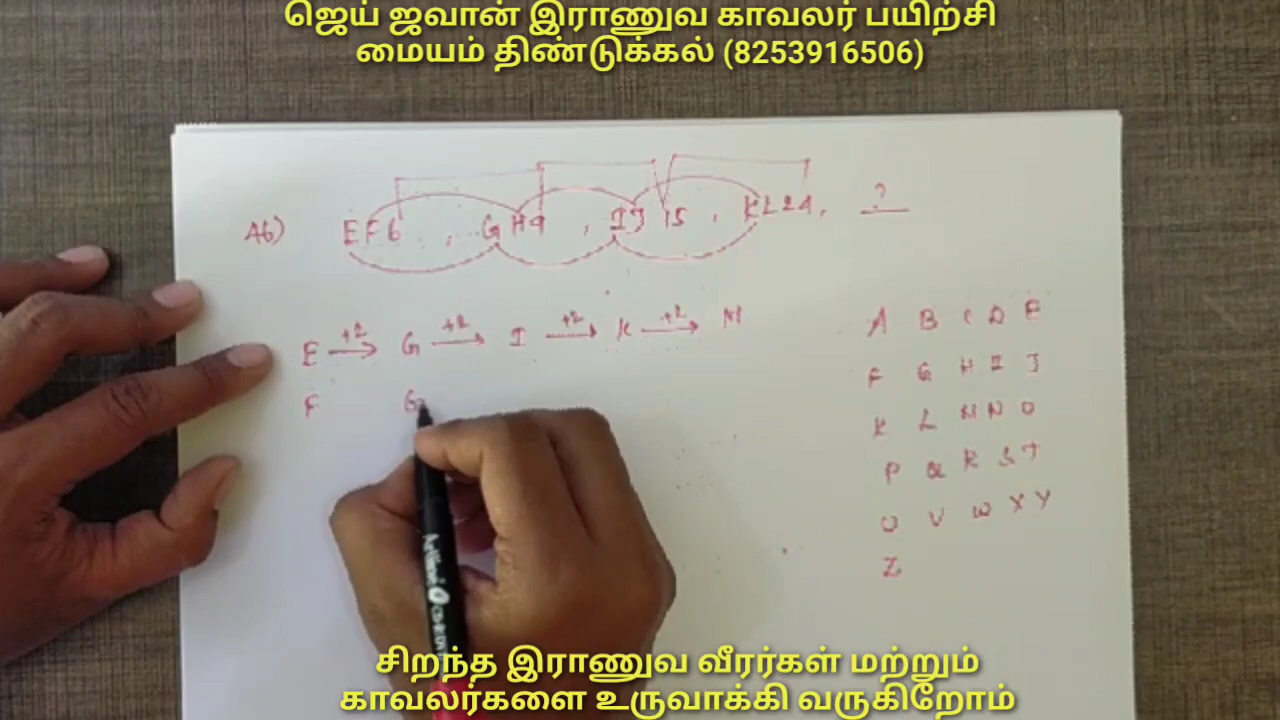 ஜெய் ஜவான் இராணுவ காவலர் பயிற்சி
மையம் திண்டுக்கல் (8253916506)
46) EF6 , GH9 , IJ 15 , KL24, ?
E +2 G +2 I +2 K +2 M
F G
A B C D E
F G H I J
K L M N O
P Q R S T
U V W X Y
Z
சிறந்த இராணுவ வீரர்கள் மற்றும்
காவலர்களை உருவாக்கி வருகிறோம்